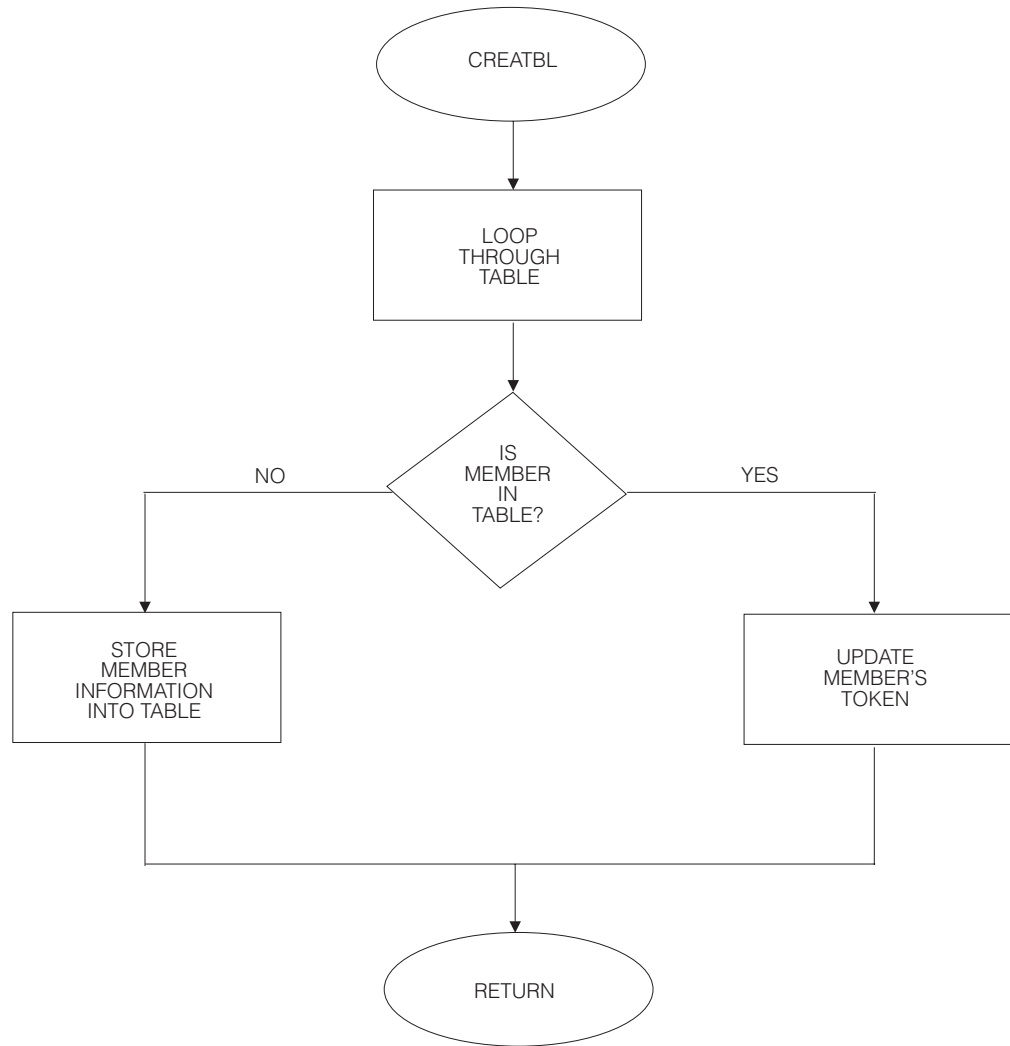 CREATBL
LOOP
THROUGH
TABLE
IS
MEMBER
IN
TABLE?
NO
YES
STORE
MEMBER
INFORMATION
INTO TABLE
UPDATE
MEMBER'S
TOKEN
RETURN